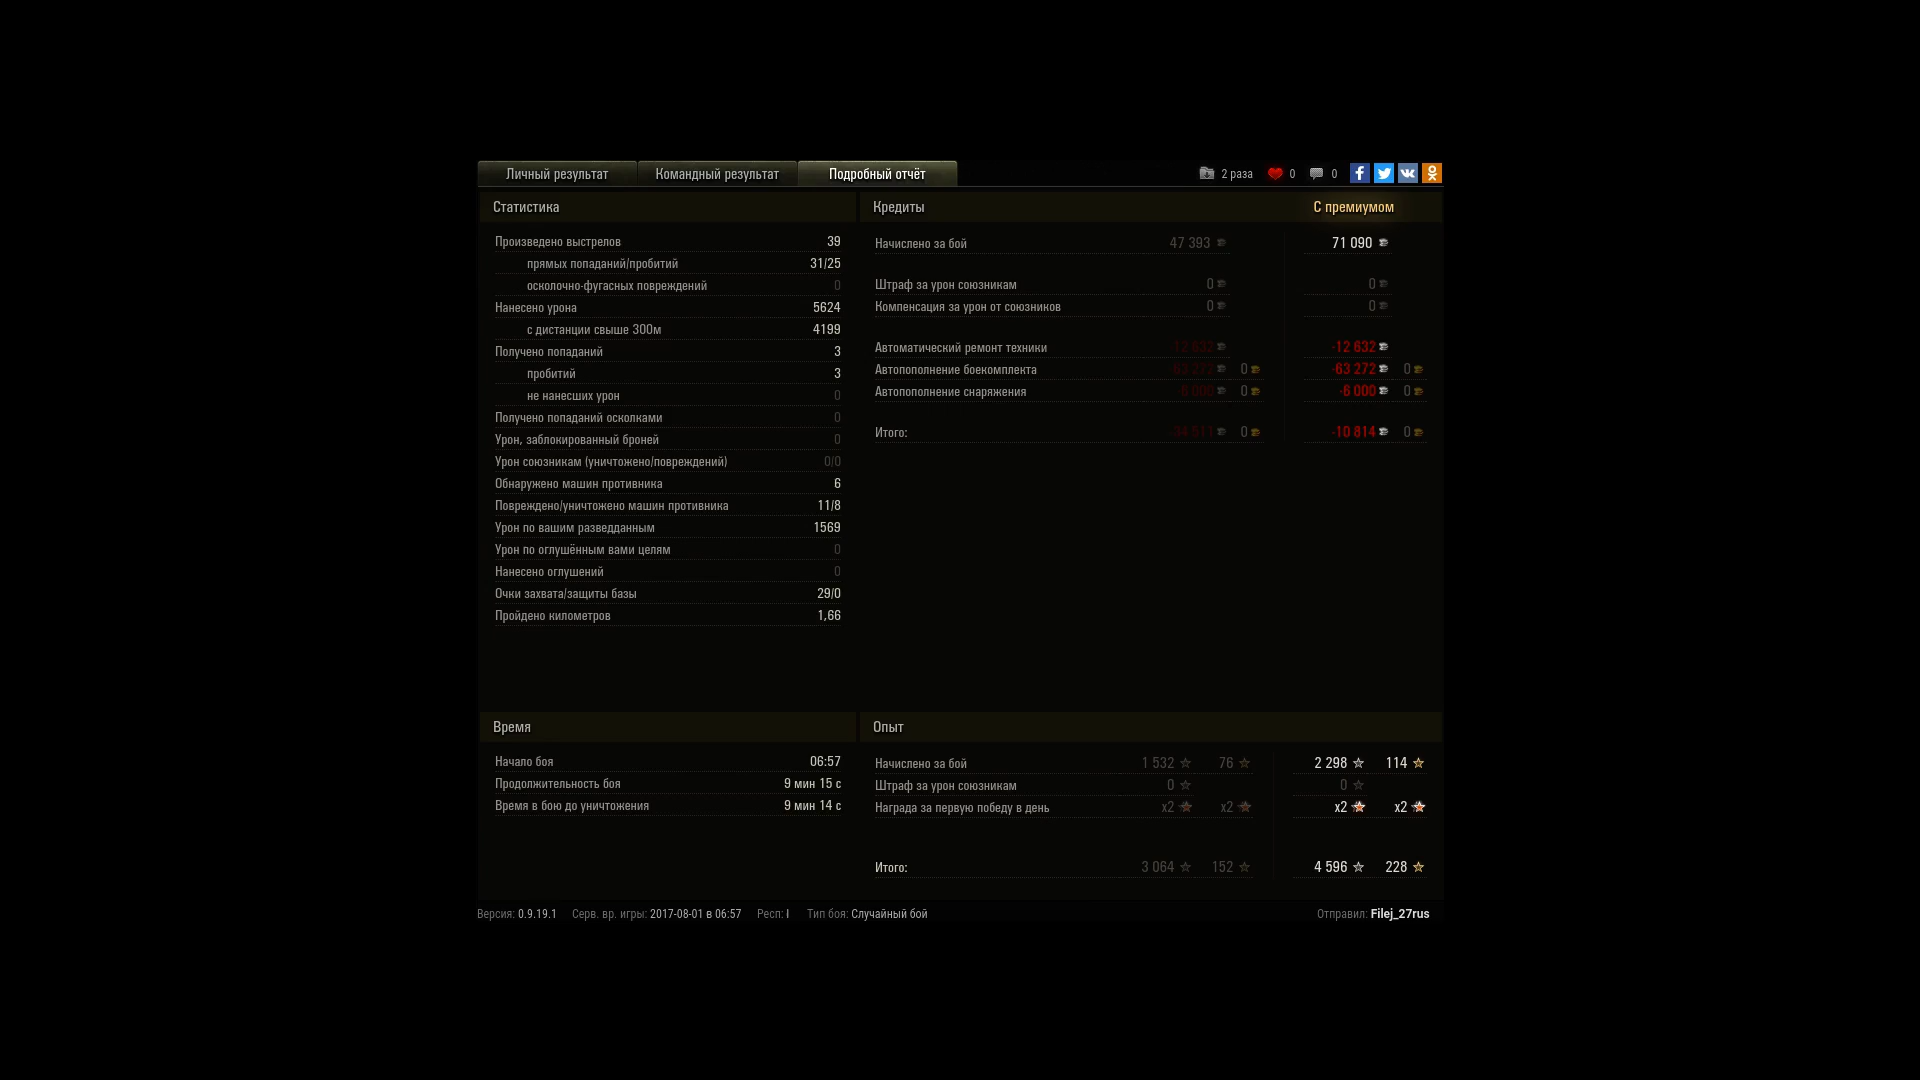 Личный результат Командный результат Подробный отчёт 2 раза 0 0
Статистика
Произведено выстрелов 39
прямых попаданий/пробитий 31/25
осколочно-фугасных повреждений 0
Нанесено урона 5624
с дистанции свыше 300м 4199
Получено попаданий 3
пробитий 3
не нанесших урон 0
Получено попаданий осколками 0
Урон, заблокированный броней 0
Урон союзникам (уничтожено/повреждений) 0/0
Обнаружено машин противника 6
Повреждено/уничтожено машин противника 11/8
Урон по вашим разведданным 1569
Урон по оглушённым вами целям 0
Нанесено оглушений 0
Очки захвата/защиты базы 29/0
Пройдено километров 1,66
Кредиты С премиумом
Начислено за бой 47 393 71 090
Штраф за урон союзникам 0 0
Компенсация за урон от союзников 0 0
Автоматический ремонт техники -12 632 -12 632
Автопополнение боекомплекта -63 272 0 -63 272 0
Автопополнение снаряжения -6 000 0 -6 000 0
Итого: -34 511 0 -10 814 0
Время
Начало боя 06:57
Продолжительность боя 9 мин 15 с
Время в бою до уничтожения 9 мин 14 с
Опыт
Начислено за бой 1 532 76 2 298 114
Штраф за урон союзникам 0 0
Награда за первую победу в день x2 x2 x2 x2
Итого: 3 064 152 4 596 228
Версия: 0.9.19.1 Серв. вр. игры: 2017-08-01 в 06:57 Респ: I Тип боя: Случайный бой Отправил: Filej_27rus